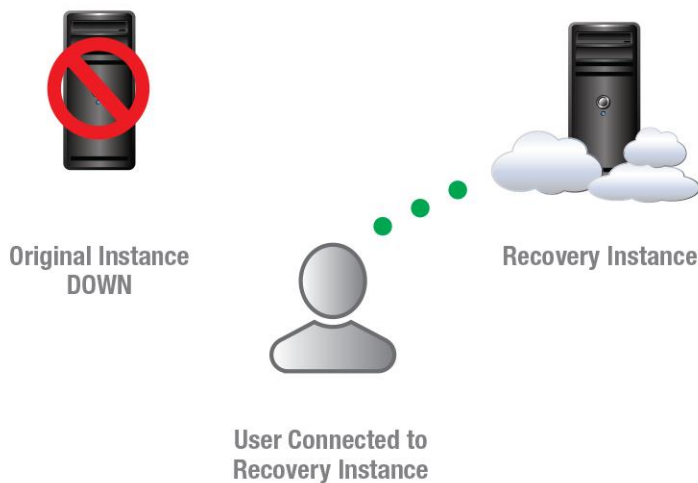 Original Instance
DOWN
Recovery Instance
User Connected to
Recovery Instance